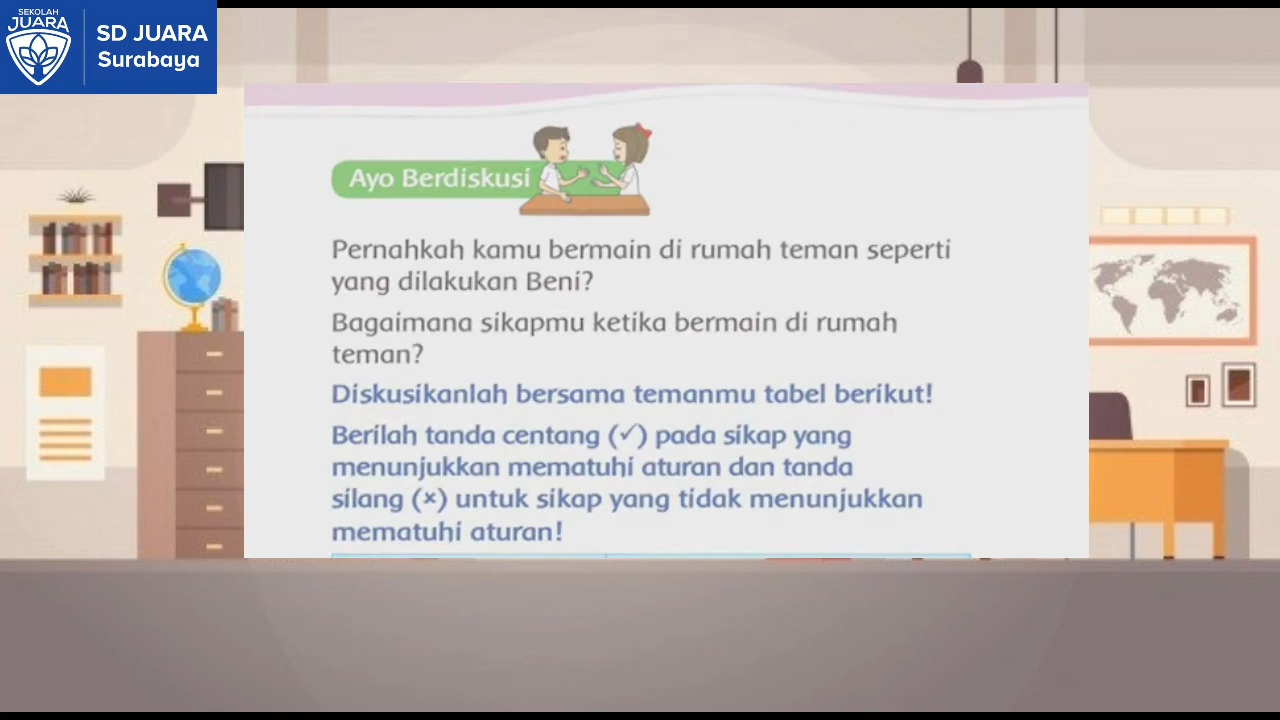 SEKOLAH
JUARA
SD JUARA
Surabaya
Ayo Berdiskusi
Pernahkah kamu bermain di rumah teman seperti
yang dilakukan Beni?
Bagaimana sikapmu ketika bermain di rumah
teman?
Diskusikanlah bersama temanmu tabel berikut!
Berilah tanda centang (✓) pada sikap yang
menunjukkan mematuhi aturan dan tanda
silang (×) untuk sikap yang tidak menunjukkan
mematuhi aturan!